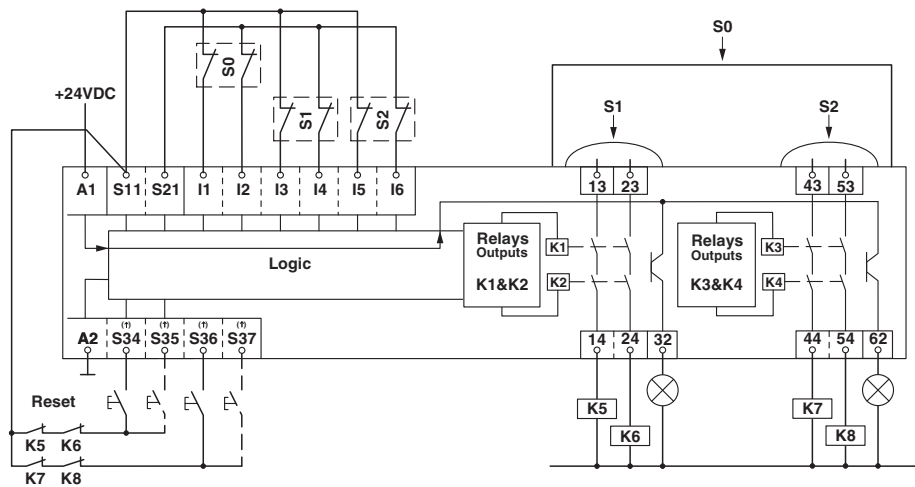 S0
+24VDC
S0
S1
S2
S1
S2
A1 S11 S21 I1 I2 I3 I4 I5 I6
13 23
43 53
Logic
Relays
Outputs
K1&K2
K1
K2
Relays
Outputs
K3&K4
K3
K4
A2 S34 S35 S36 S37
(↑) (↑) (↑) (↑)
14 24 32
44 54 62
Reset
K5 K6
K7 K8
K5
K6
K7
K8